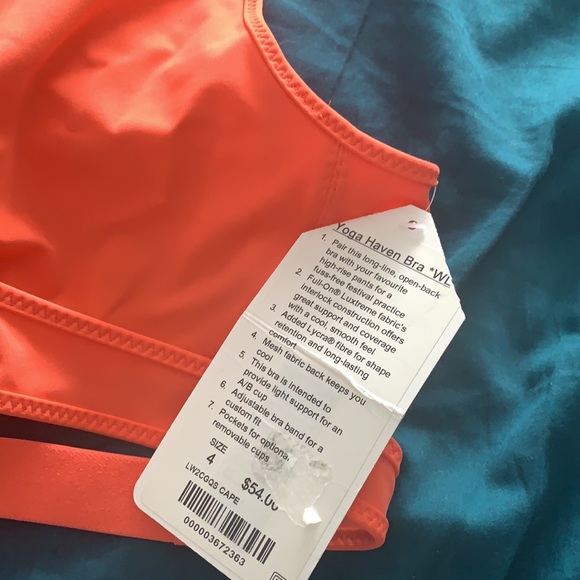 Yoga Haven Bra *WL
1. Pair this long-line, open-back
bra with your favourite
high-rise pants for a
fuss-free festival practice
2. Full-On® Luxtreme fabric's
interlock construction offers
great support and coverage
with a cool, smooth feel
3. Added Lycra® fibre for shape
retention and long-lasting
comfort
4. Mesh fabric back keeps you
cool
5. This bra is intended to
provide light support for an
A/B cup
6. Adjustable bra band for a
custom fit
7. Pockets for optional
removable cups
SIZE
4 $54.00
LW2CGQS CAPE
000003672363